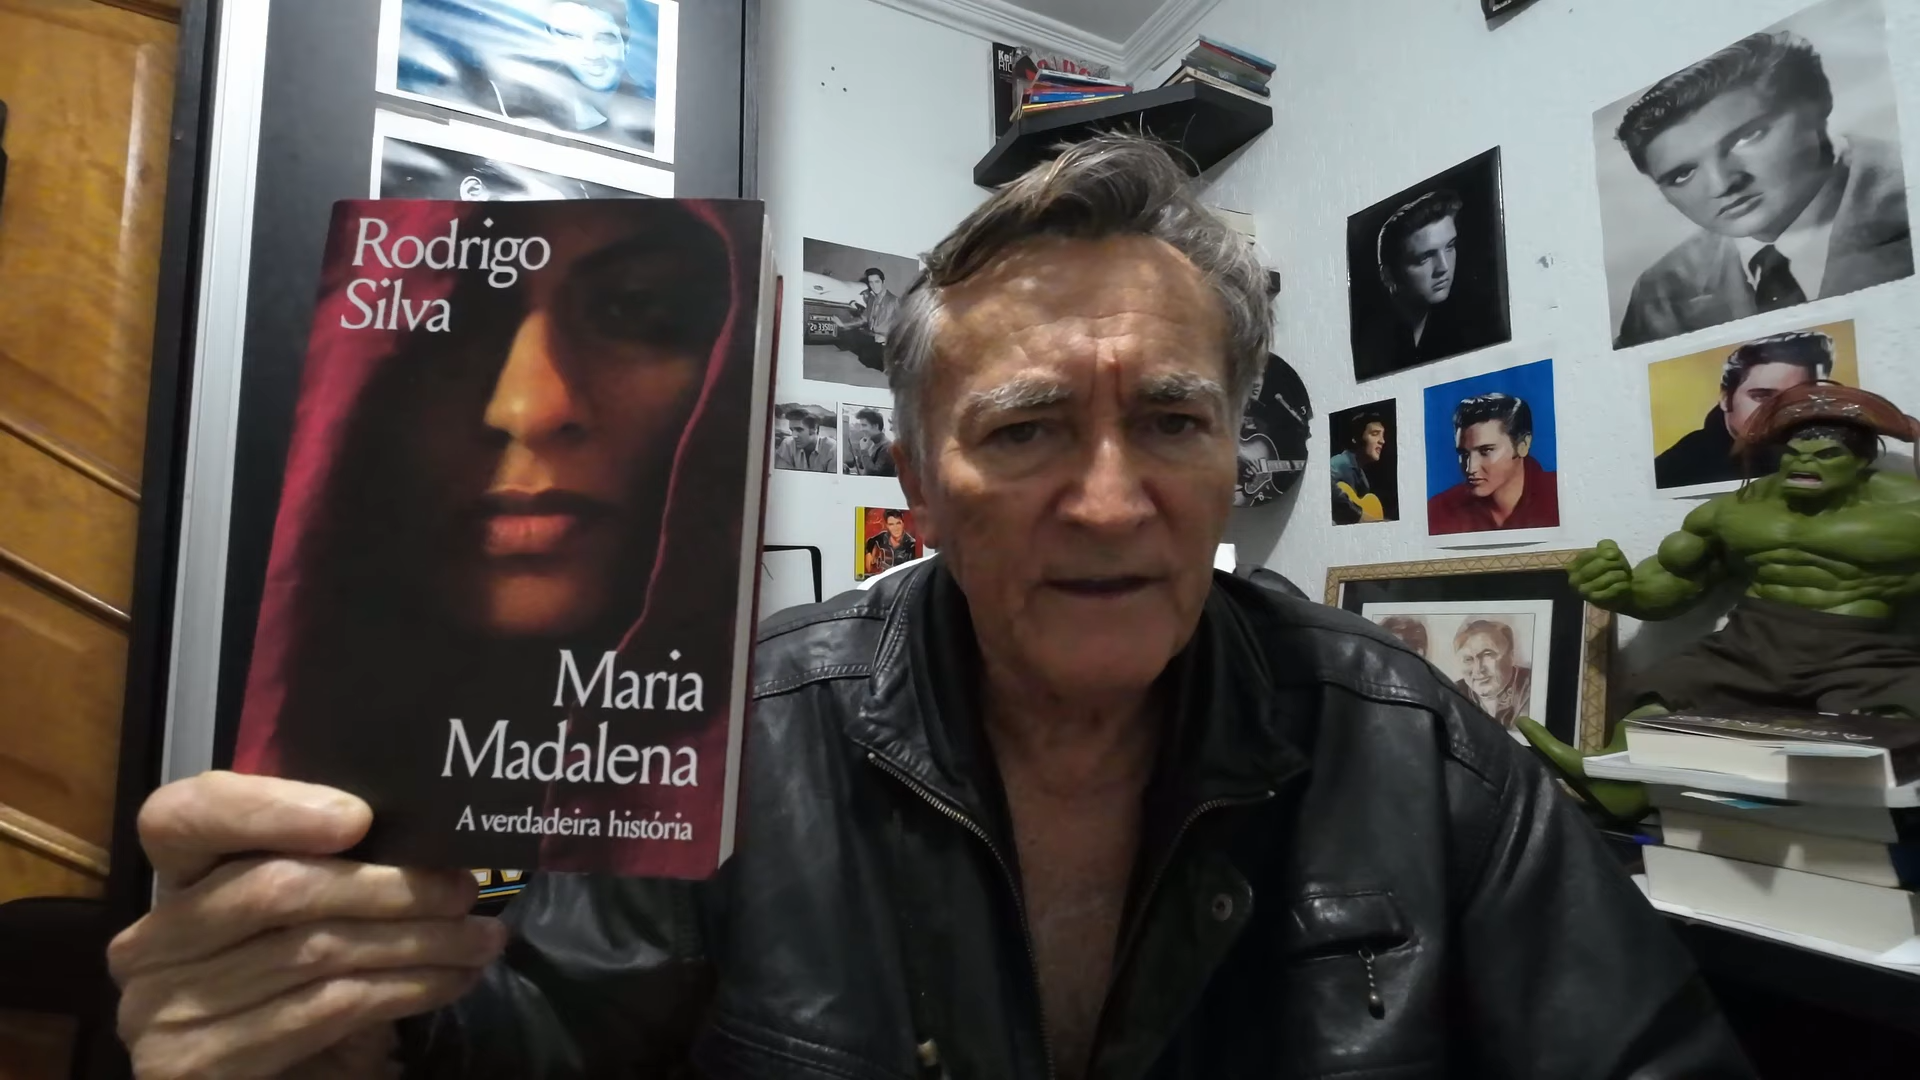 Rodrigo
Silva
Maria
Madalena
A verdadeira história